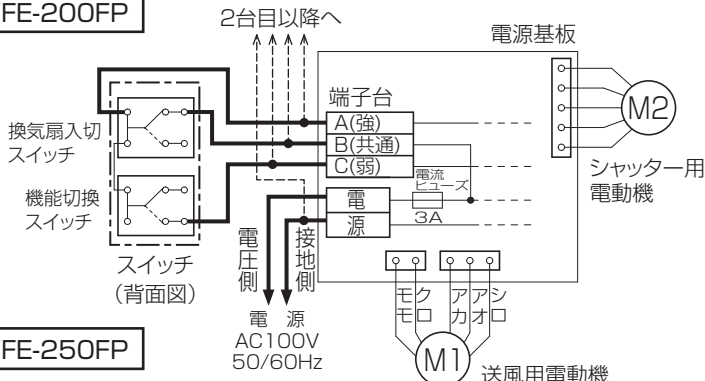 FE-200FP
2台目以降へ
電源基板
端子台
A(強)
B(共通)
C(弱)
電流
ヒューズ
3A
電
源
換気扇入切
スイッチ
機能切換
スイッチ
スイッチ
(背面図)
電圧側
接地側
電 源
AC100V
50/60Hz
M2
シャッター用
電動機
モモ
クロ
アカ
アオ
シロ
M1
送風用電動機
FE-250FP